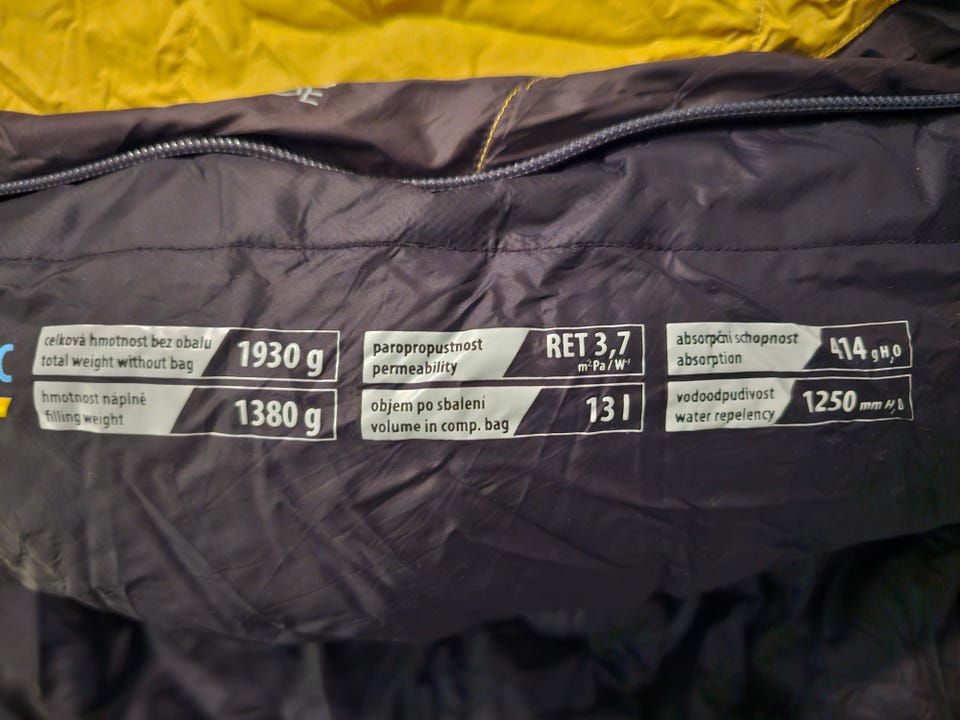 celková hmotnost bez obalu
total weight without bag
1930 g
paropropustnost
permeability
RET 3,7
m²Pa/W⁻¹
absorpční schopnost
absorption
414 g H₂O
hmotnost náplně
filling weight
1380 g
objem po sbalení
volume in comp. bag
13 l
vodoodpudivost
water repelency
1250 mm H₂O
C